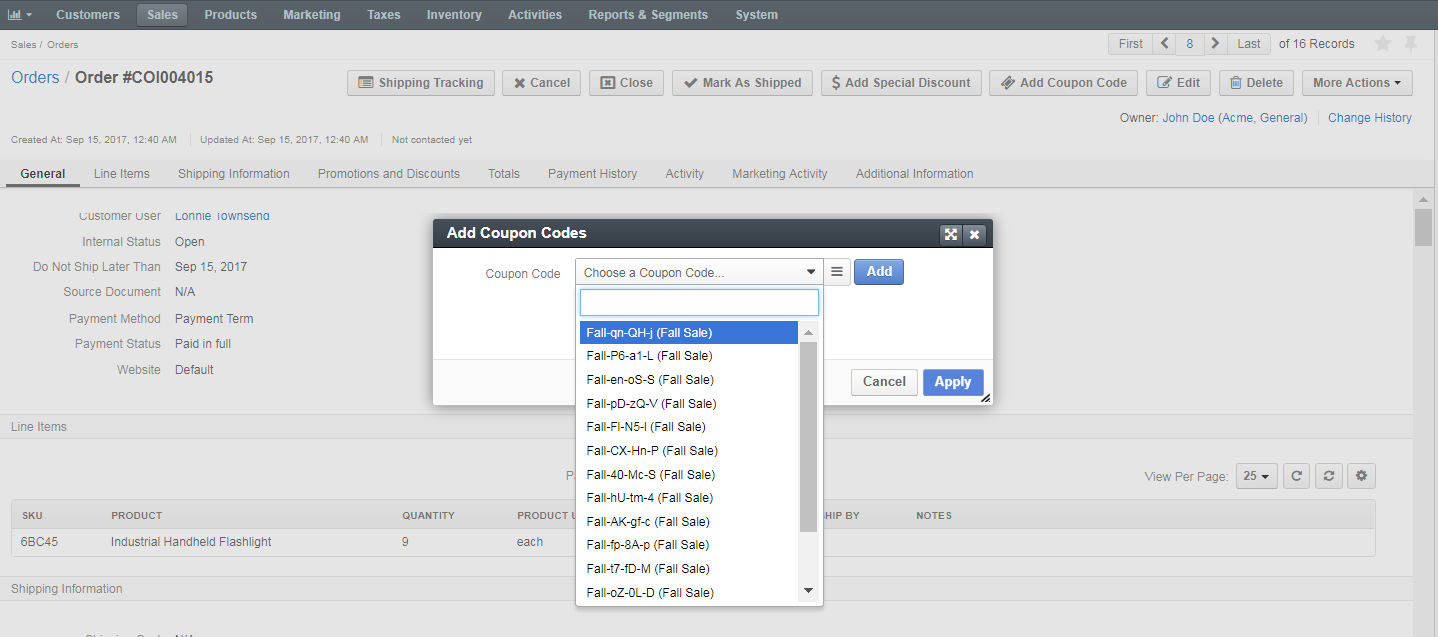 Customers Sales Products Marketing Taxes Inventory Activities Reports & Segments System
Sales / Orders
First 8 Last of 16 Records
Orders / Order #COI004015
Shipping Tracking Cancel Close Mark As Shipped $ Add Special Discount Add Coupon Code Edit Delete More Actions
Owner: John Doe (Acme, General) Change History
Created At: Sep 15, 2017, 12:40 AM Updated At: Sep 15, 2017, 12:40 AM Not contacted yet
General Line Items Shipping Information Promotions and Discounts Totals Payment History Activity Marketing Activity Additional Information
Customer User Lonnie Townsend
Internal Status Open
Do Not Ship Later Than Sep 15, 2017
Source Document N/A
Payment Method Payment Term
Payment Status Paid in full
Website Default
Add Coupon Codes
Coupon Code Choose a Coupon Code... Add
Fall-qn-QH-j (Fall Sale)
Fall-P6-a1-L (Fall Sale)
Fall-en-oS-S (Fall Sale)
Fall-pD-zQ-V (Fall Sale)
Fall-FI-N5-I (Fall Sale)
Fall-CX-Hn-P (Fall Sale)
Fall-40-Mc-S (Fall Sale)
Fall-hU-tm-4 (Fall Sale)
Fall-AK-gf-c (Fall Sale)
Fall-fp-8A-p (Fall Sale)
Fall-t7-fD-M (Fall Sale)
Fall-oZ-0L-D (Fall Sale)
Cancel Apply
Line Items
View Per Page: 25
SKU PRODUCT QUANTITY PRODUCT U SHIP BY NOTES
6BC45 Industrial Handheld Flashlight 9 each
Shipping Information